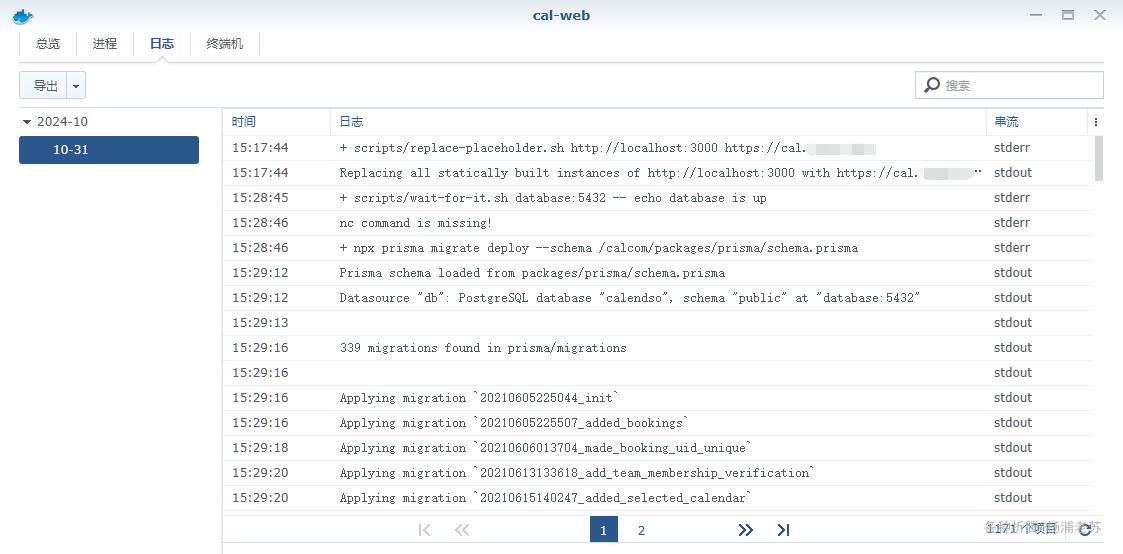 cal-web
总览 进程 日志 终端机
导出 搜索
2024-10
10-31
时间 日志 串流
15:17:44 + scripts/replace-placeholder.sh http://localhost:3000 https://cal. stderr
15:17:44 Replacing all statically built instances of http://localhost:3000 with https://cal. ·· stdout
15:28:45 + scripts/wait-for-it.sh database:5432 -- echo database is up stderr
15:28:46 nc command is missing! stderr
15:28:46 + npx prisma migrate deploy --schema /calcom/packages/prisma/schema.prisma stderr
15:29:12 Prisma schema loaded from packages/prisma/schema.prisma stdout
15:29:12 Datasource "db": PostgreSQL database "calendso", schema "public" at "database:5432" stdout
15:29:13 stdout
15:29:16 339 migrations found in prisma/migrations stdout
15:29:16 stdout
15:29:16 Applying migration `20210605225044_init` stdout
15:29:16 Applying migration `20210605225507_added_bookings` stdout
15:29:18 Applying migration `20210606013704_made_booking_uid_unique` stdout
15:29:20 Applying migration `20210613133618_add_team_membership_verification` stdout
15:29:20 Applying migration `20210615140247_added_selected_calendar` stdout
1 2 1171 个项目